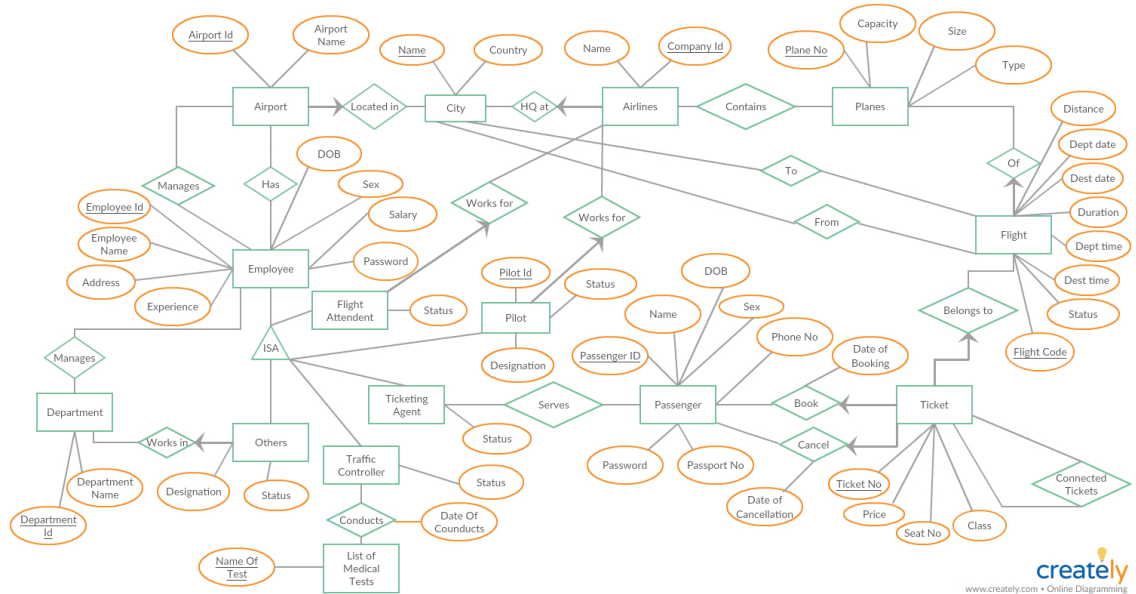 Airport Id
Airport
Name
Name
Country
Name
Company Id
Plane No
Capacity
Size
Type
Airport
Located in
City
HQ at
Airlines
Contains
Planes
Distance
Dept date
Dest date
Duration
Dept time
Dest time
Status
Flight Code
Of
Flight
To
From
Manages
Has
DOB
Sex
Salary
Password
Employee Id
Employee
Name
Address
Experience
Employee
Works for
Works for
Flight
Attendent
Status
Pilot Id
Status
Pilot
Designation
ISA
Manages
Department
Works in
Others
Department
Name
Department
Id
Designation
Status
Ticketing
Agent
Status
Serves
Traffic
Controller
Status
Conducts
Date Of
Counducts
List of
Medical
Tests
Name Of
Test
DOB
Name
Sex
Phone No
Passenger ID
Passenger
Password
Passport No
Date of
Booking
Book
Cancel
Date of
Cancellation
Belongs to
Ticket
Ticket No
Price
Seat No
Class
Connected
Tickets
creately
www.creately.com • Online Diagramming